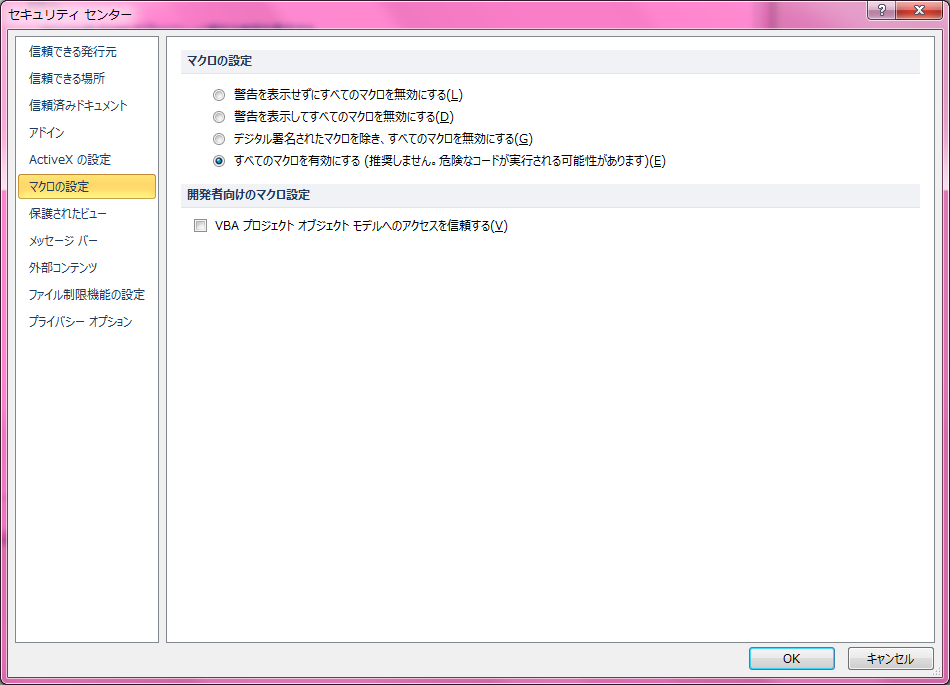 セキュリティ センター
?
信頼できる発行元
信頼できる場所
信頼済みドキュメント
アドイン
ActiveX の設定
マクロの設定
保護されたビュー
メッセージ バー
外部コンテンツ
ファイル制限機能の設定
プライバシー オプション
マクロの設定
警告を表示せずにすべてのマクロを無効にする(L)
警告を表示してすべてのマクロを無効にする(D)
デジタル署名されたマクロを除き、すべてのマクロを無効にする(G)
すべてのマクロを有効にする (推奨しません。危険なコードが実行される可能性があります)(E)
開発者向けのマクロ設定
VBA プロジェクト オブジェクト モデルへのアクセスを信頼する(V)
OK
キャンセル